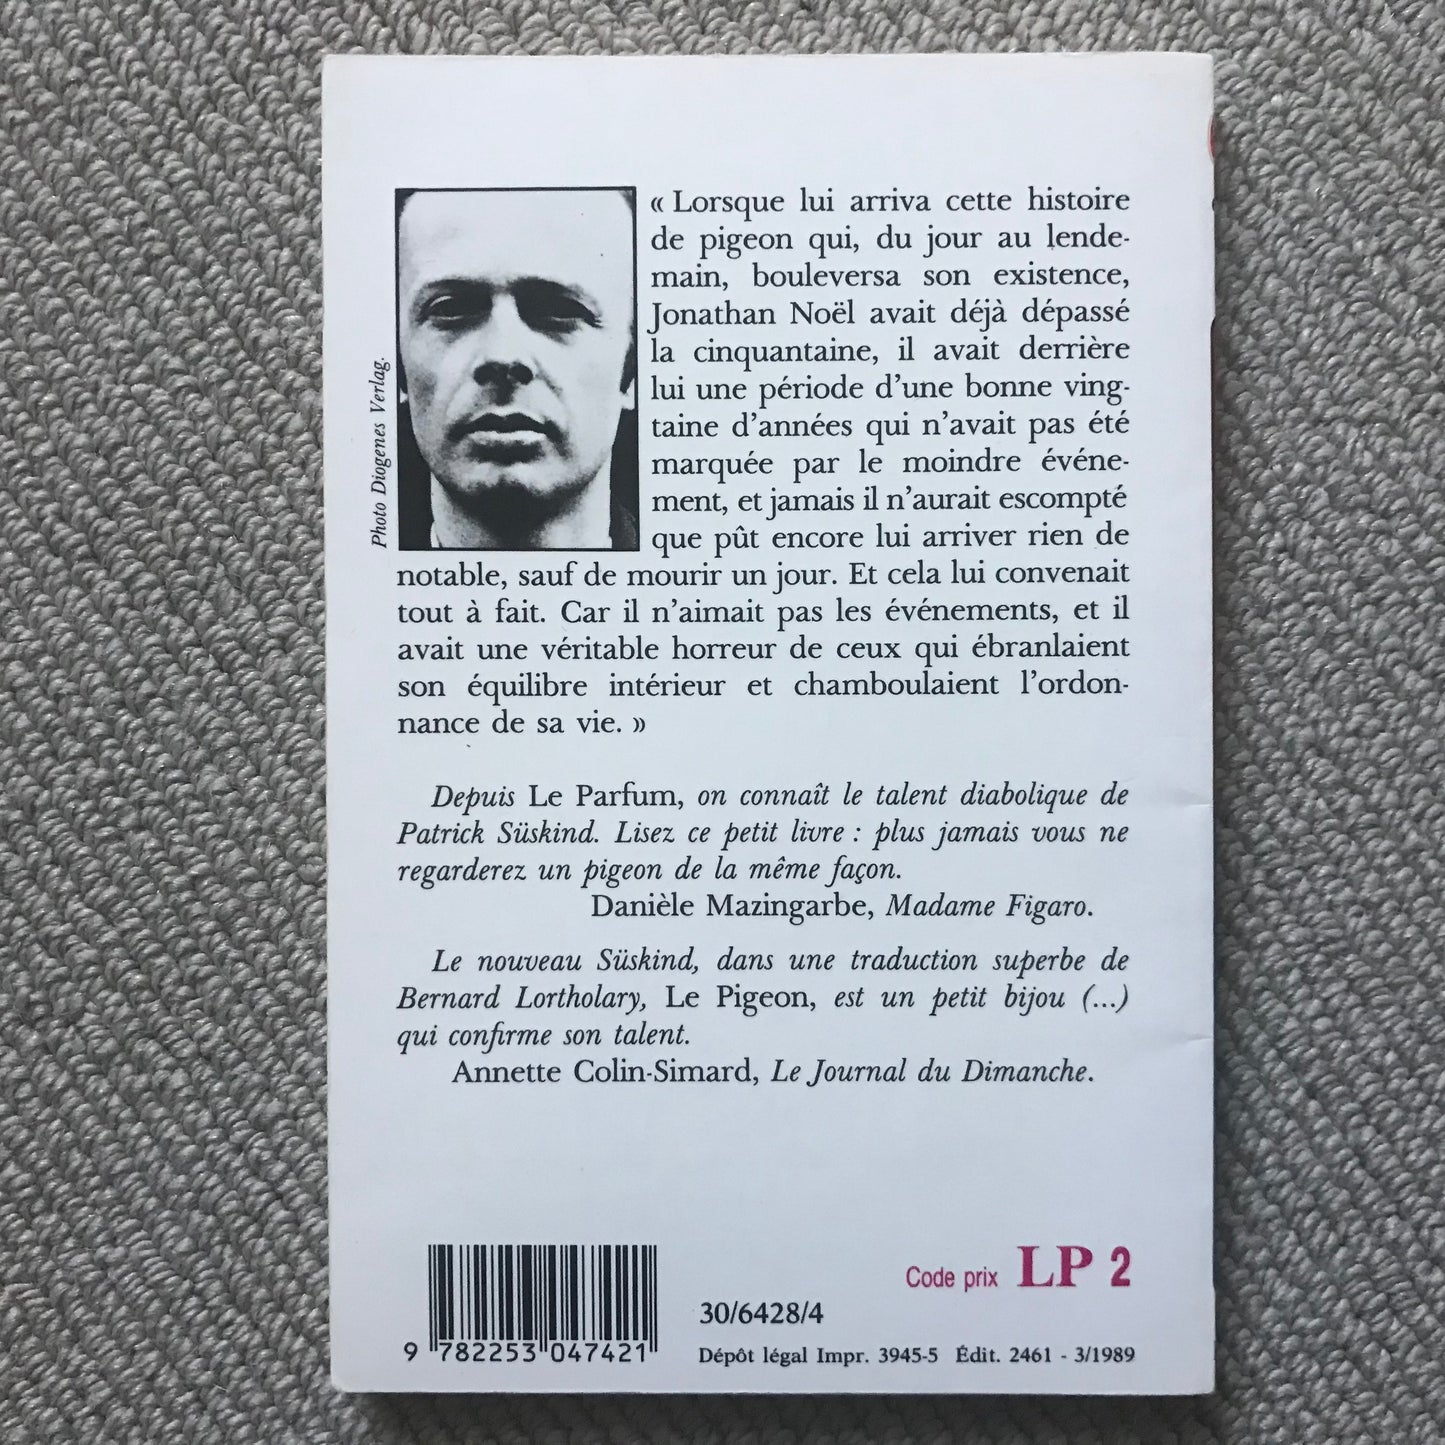 « Lorsque lui arriva cette histoire
de pigeon qui, du jour au lende-
main, bouleversa son existence,
Jonathan Noël avait déjà dépassé
la cinquantaine, il avait derrière
lui une période d’une bonne ving-
taine d’années qui n’avait pas été
marquée par le moindre événe-
ment, et jamais il n’aurait escompté
que pût encore lui arriver rien de
notable, sauf de mourir un jour. Et cela lui convenait
tout à fait. Car il n’aimait pas les événements, et il
avait une véritable horreur de ceux qui ébranlaient
son équilibre intérieur et chamboulaient l’ordon-
nance de sa vie. »
Photo Diogenes Verlag.
Depuis Le Parfum, on connaît le talent diabolique de
Patrick Süskind. Lisez ce petit livre : plus jamais vous ne
regarderez un pigeon de la même façon.
Danièle Mazingarbe, Madame Figaro.
Le nouveau Süskind, dans une traduction superbe de
Bernard Lortholary, Le Pigeon, est un petit bijou (...)
qui confirme son talent.
Annette Colin-Simard, Le Journal du Dimanche.
Code prix LP 2
30/6428/4
9 782253 047421
Dépôt légal Impr. 3945-5 Édit. 2461 - 3/1989